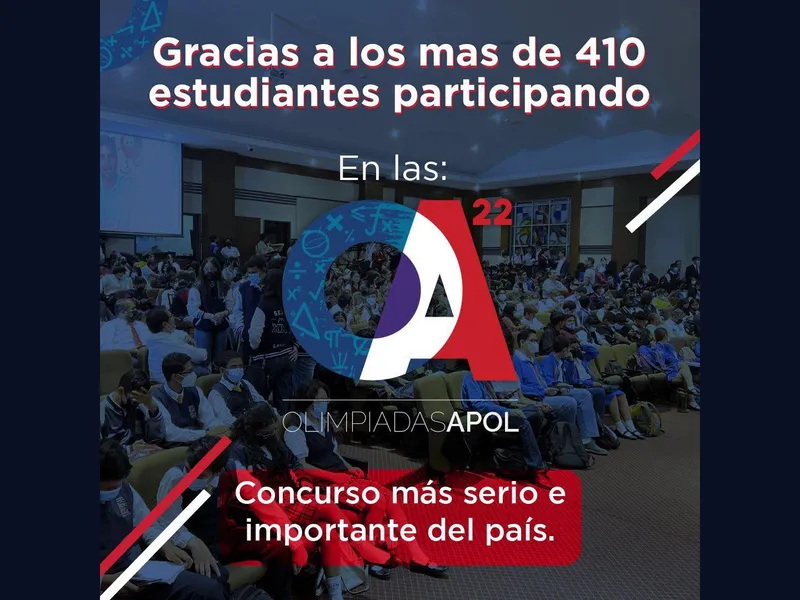 Gracias a los mas de 410
estudiantes participando
En las:
OA22
OLIMPIADASAPOL
Concurso más serio e
importante del país.